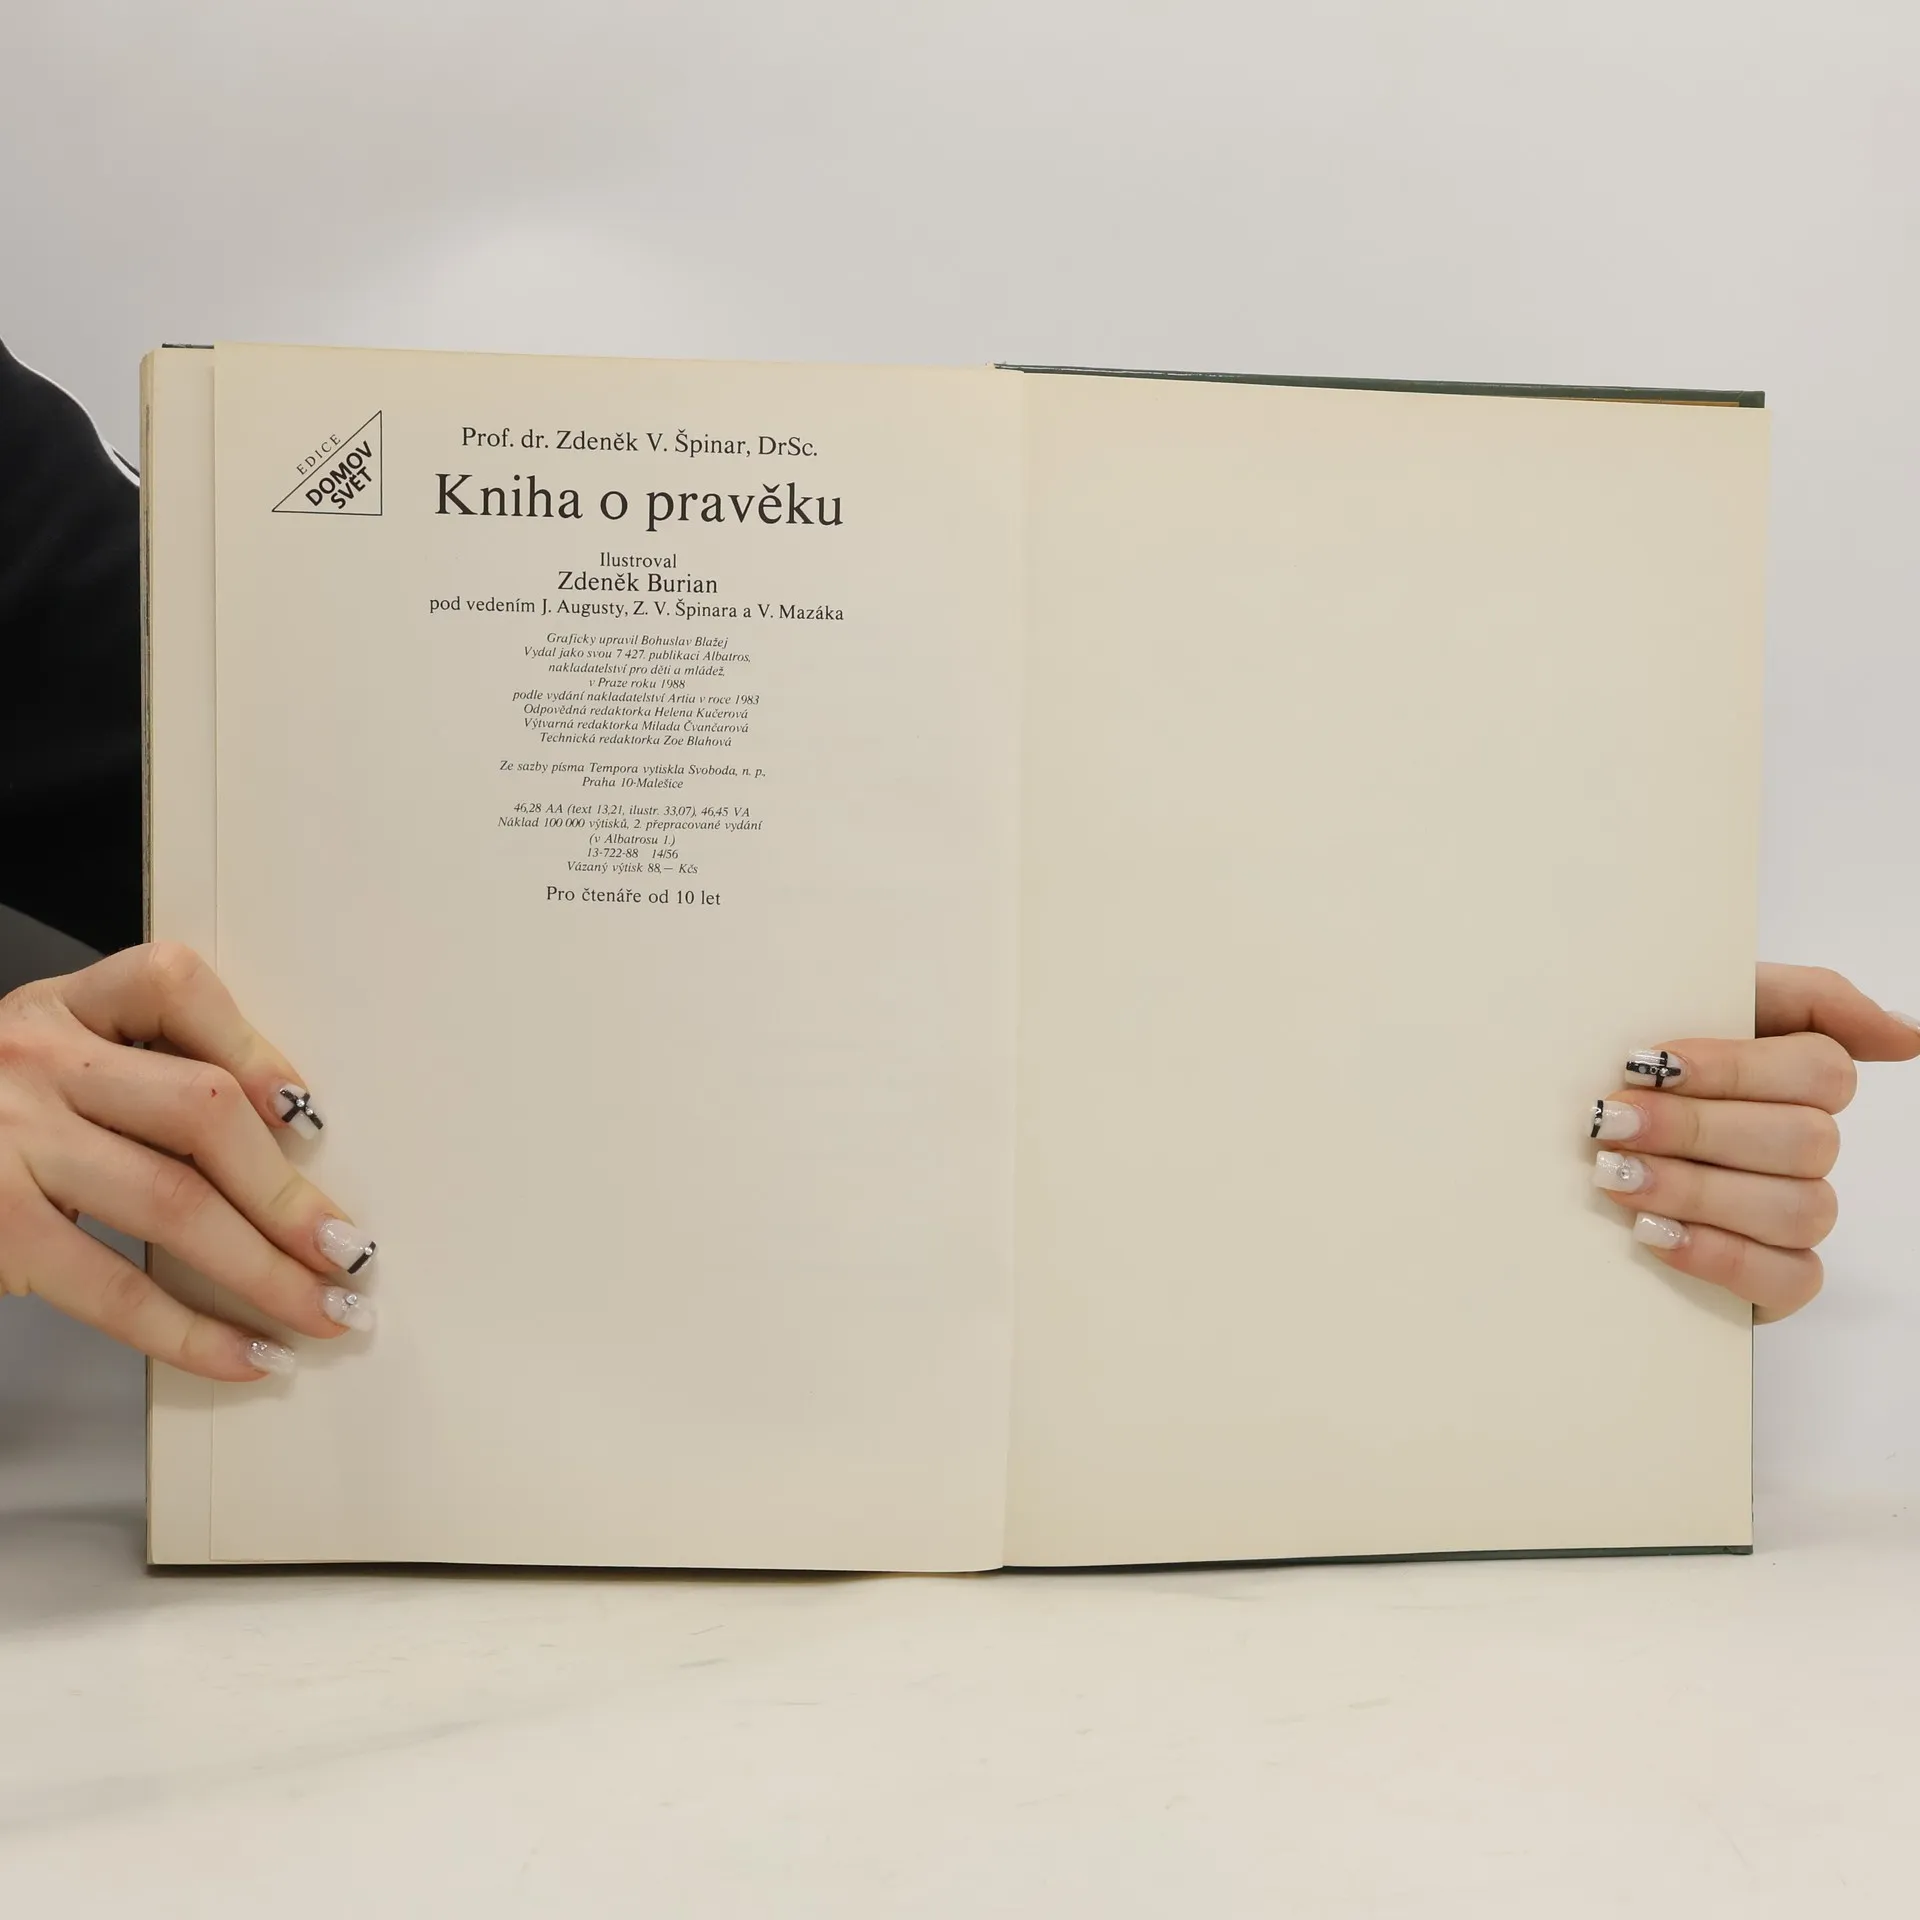 EDICE
DOMOV
SVĚT
Prof. dr. Zdeněk V. Špinar, DrSc.
Kniha o pravěku
Ilustroval
Zdeněk Burian
pod vedením J. Augusty, Z. V. Špinara a V. Mazáka
Graficky upravil Bohuslav Blažej
Vydal jako svou 7 427. publikaci Albatros,
nakladatelství pro děti a mládež,
v Praze roku 1988
podle vydání nakladatelství Artia v roce 1983
Odpovědná redaktorka Helena Kučerová
Výtvarná redaktorka Milada Čvančarová
Technická redaktorka Zoe Blahová
Ze sazby písma Tempora vytiskla Svoboda, n. p.,
Praha 10-Malešice
46,28 AA (text 13,21, ilustr. 33,07), 46,45 VA
Náklad 100 000 výtisků, 2. přepracované vydání
(v Albatrosu 1.)
13-722-88 14/56
Vázaný výtisk 88,— Kčs
Pro čtenáře od 10 let